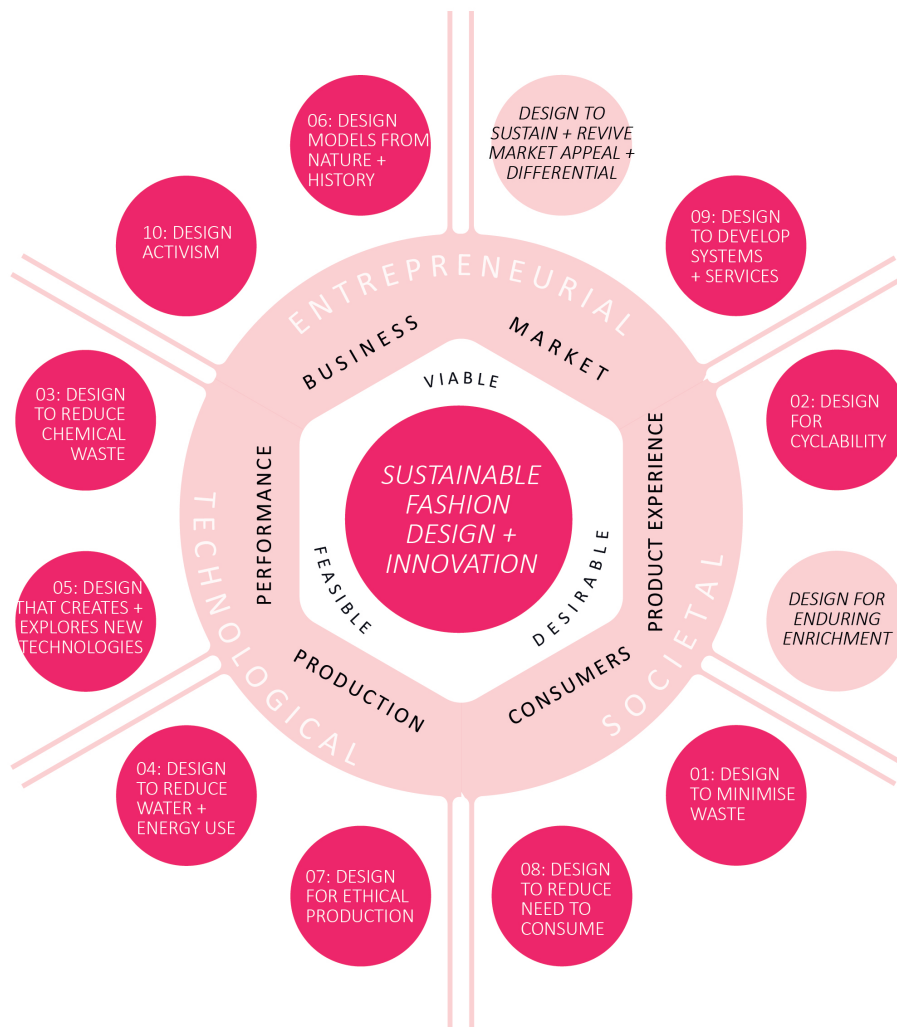 06: DESIGN
MODELS FROM
NATURE +
HISTORY
DESIGN TO
SUSTAIN + REVIVE
MARKET APPEAL +
DIFFERENTIAL
10: DESIGN
ACTIVISM
09: DESIGN
TO DEVELOP
SYSTEMS
+ SERVICES
ENTREPRENEURIAL
BUSINESS
MARKET
VIABLE
03: DESIGN
TO REDUCE
CHEMICAL
WASTE
02: DESIGN
FOR
CYCLABILITY
TECHNOLOGICAL
PERFORMANCE
FEASIBLE
SUSTAINABLE
FASHION
DESIGN +
INNOVATION
DESIRABLE
PRODUCT EXPERIENCE
SOCIETAL
05: DESIGN
THAT CREATES +
EXPLORES NEW
TECHNOLOGIES
DESIGN FOR
ENDURING
ENRICHMENT
PRODUCTION
CONSUMERS
04: DESIGN
TO REDUCE
WATER +
ENERGY USE
01: DESIGN
TO MINIMISE
WASTE
07: DESIGN
FOR ETHICAL
PRODUCTION
08: DESIGN
TO REDUCE
NEED TO
CONSUME